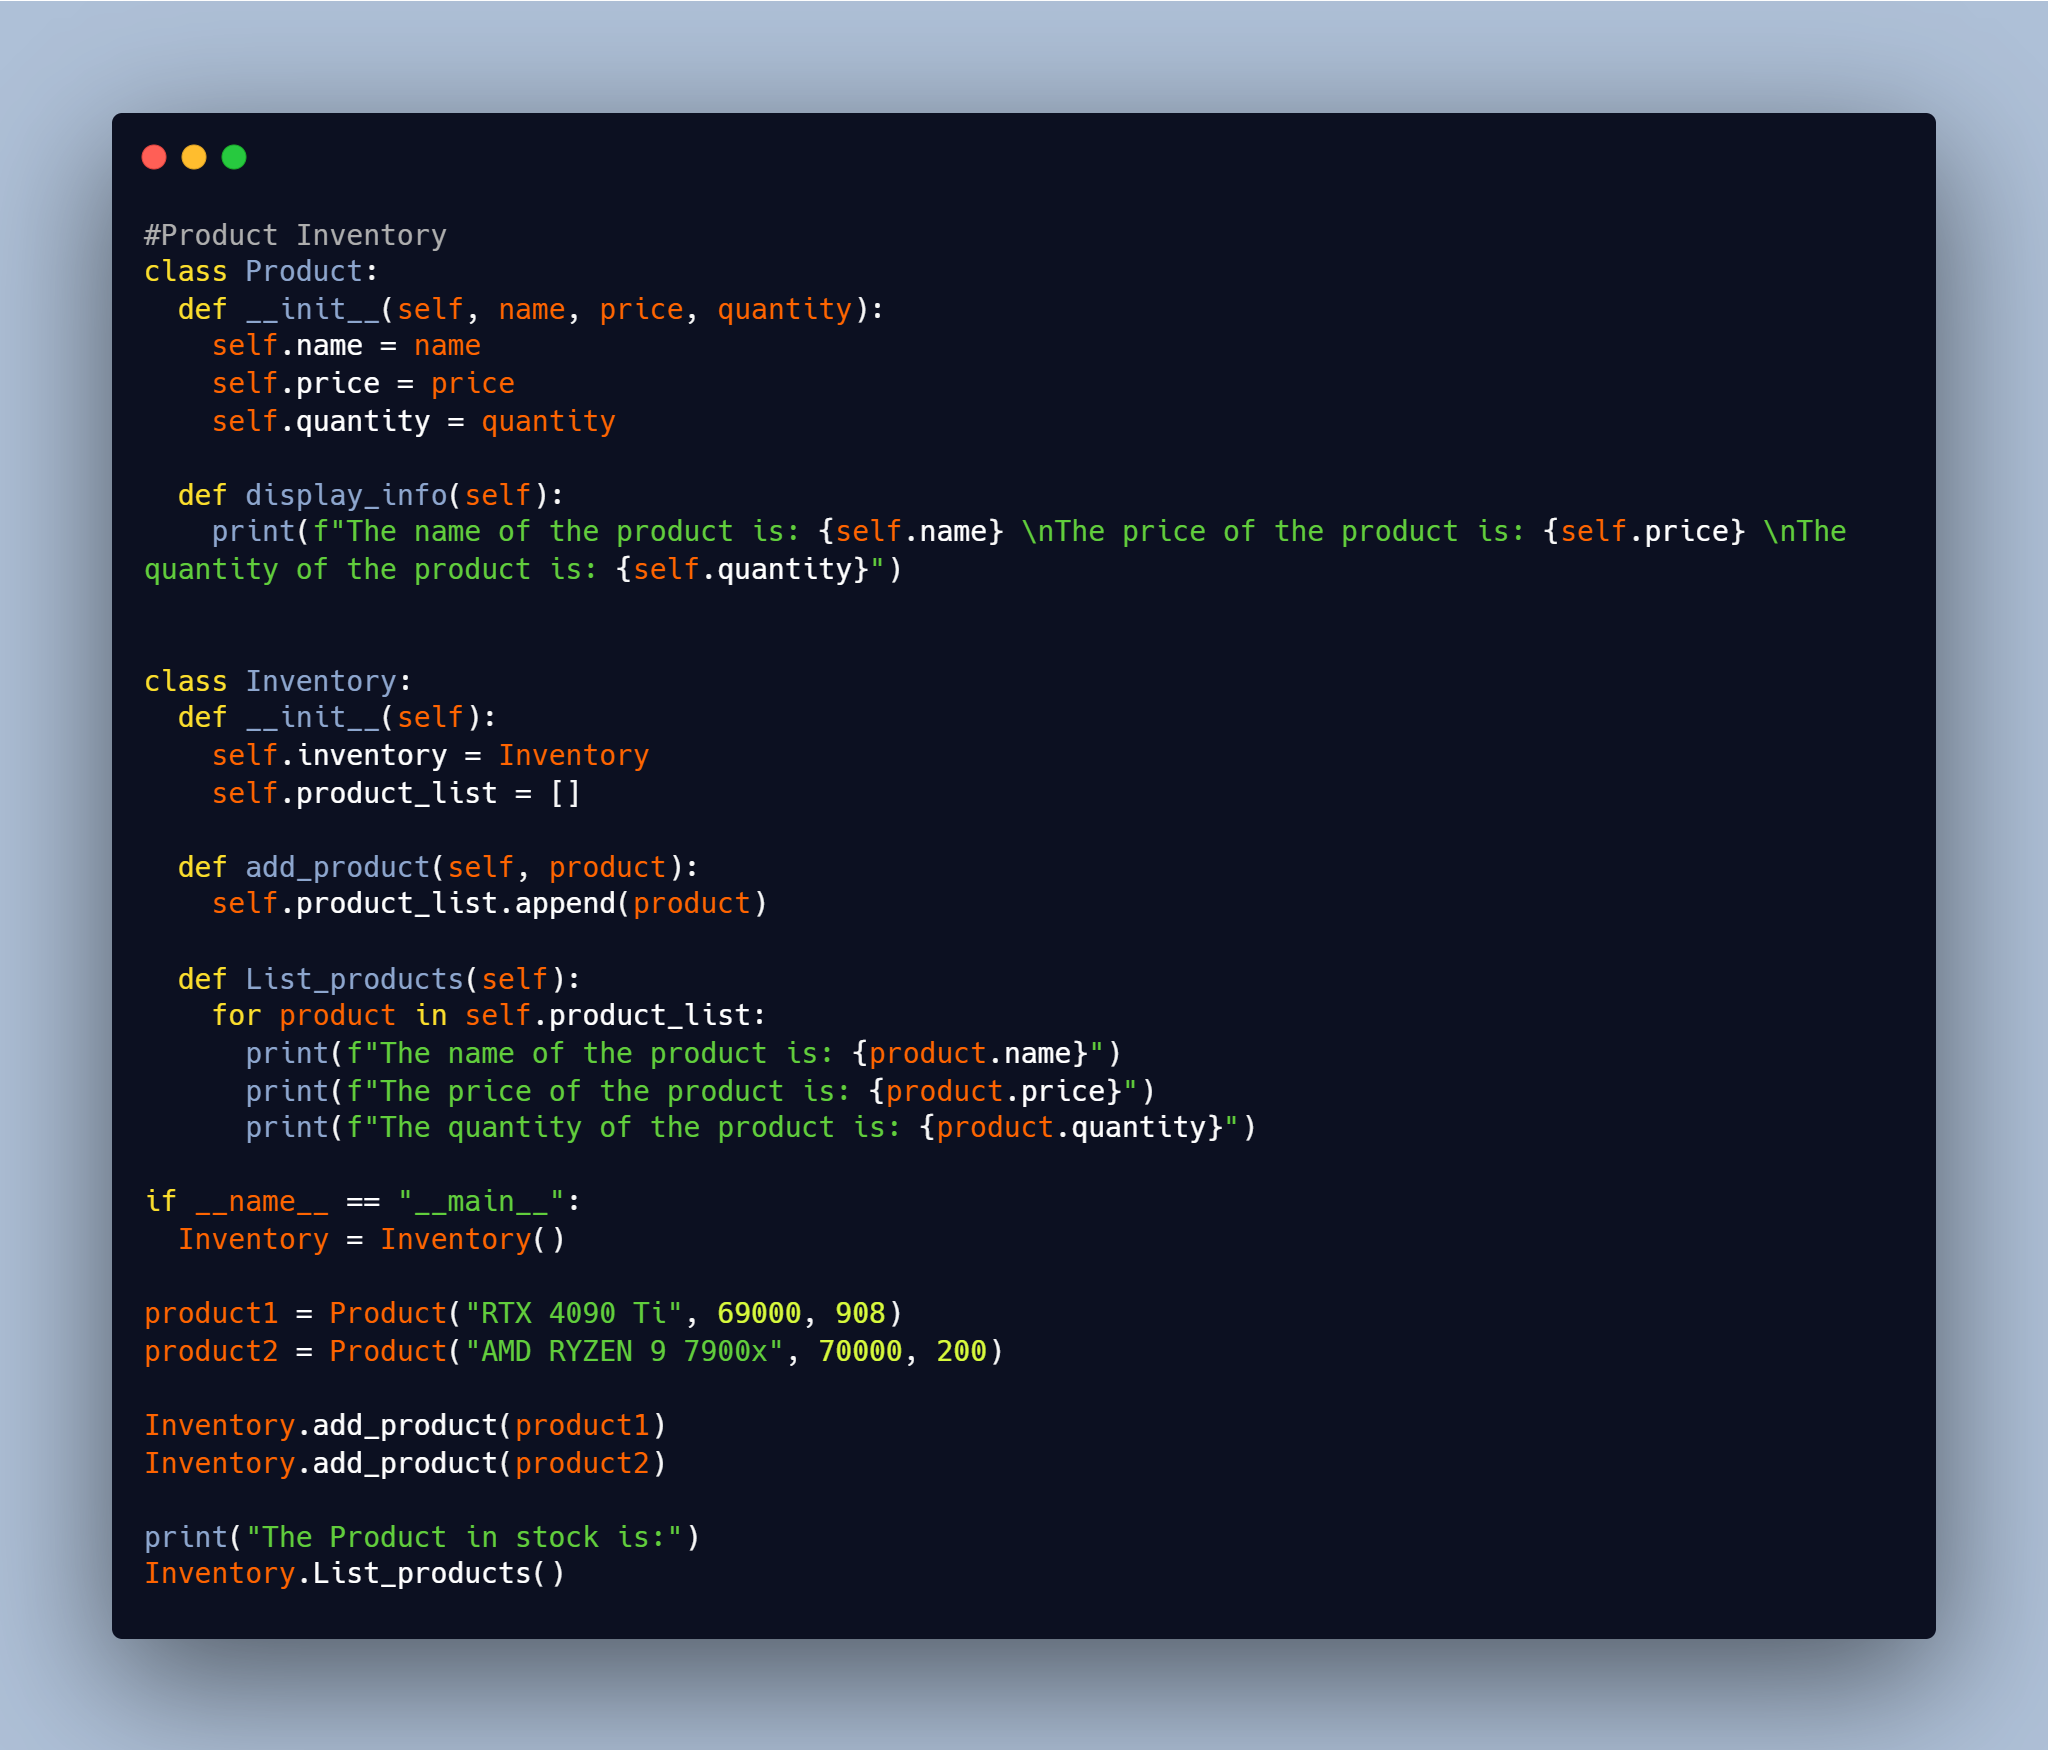 #Product Inventory
class Product:
  def __init__(self, name, price, quantity):
    self.name = name
    self.price = price
    self.quantity = quantity

  def display_info(self):
    print(f"The name of the product is: {self.name} \nThe price of the product is: {self.price} \nThe
quantity of the product is: {self.quantity}")


class Inventory:
  def __init__(self):
    self.inventory = Inventory
    self.product_list = []

  def add_product(self, product):
    self.product_list.append(product)

  def List_products(self):
    for product in self.product_list:
      print(f"The name of the product is: {product.name}")
      print(f"The price of the product is: {product.price}")
      print(f"The quantity of the product is: {product.quantity}")

if __name__ == "__main__":
  Inventory = Inventory()

product1 = Product("RTX 4090 Ti", 69000, 908)
product2 = Product("AMD RYZEN 9 7900x", 70000, 200)

Inventory.add_product(product1)
Inventory.add_product(product2)

print("The Product in stock is:")
Inventory.List_products()